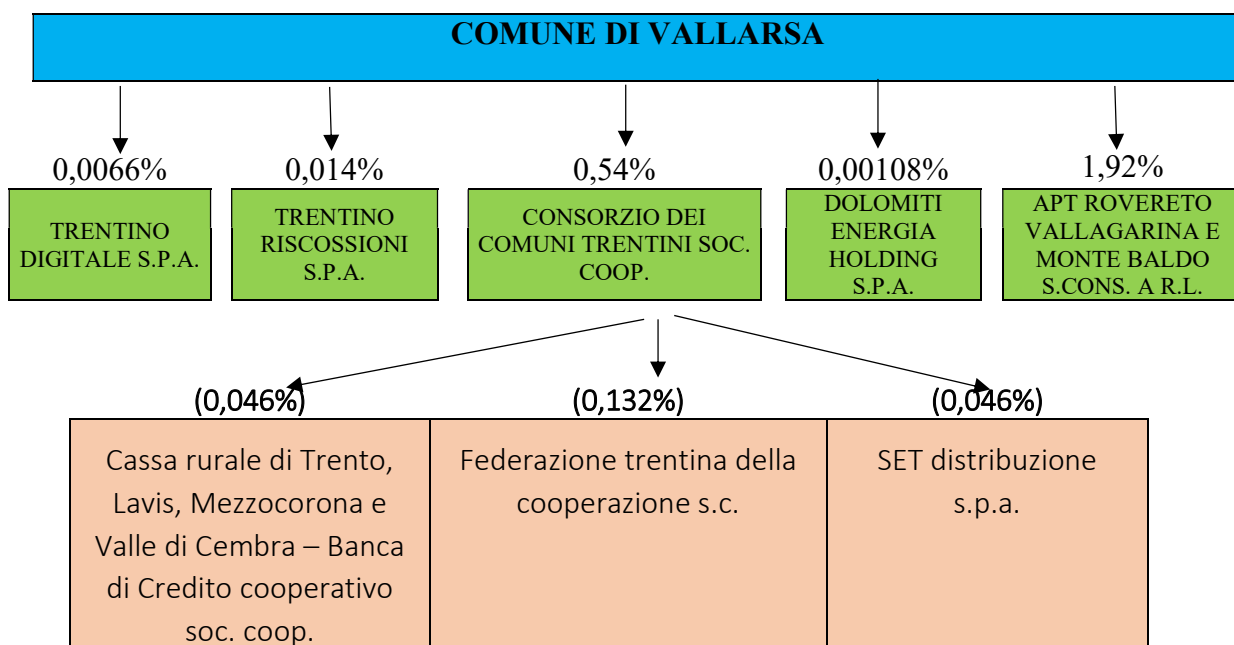 COMUNE DI VALLARSA
0,0066%
0,014%
0,54%
0,00108%
1,92%
TRENTINO
DIGITALE S.P.A.
TRENTINO
RISCOSSIONI
S.P.A.
CONSORZIO DEI
COMUNI TRENTINI SOC.
COOP.
DOLOMITI
ENERGIA
HOLDING
S.P.A.
APT ROVERETO
VALLAGARINA E
MONTE BALDO
S.CONS. A R.L.
(0,046%)
(0,132%)
(0,046%)
Cassa rurale di Trento,
Lavis, Mezzocorona e
Valle di Cembra – Banca
di Credito cooperativo
soc. coop.
Federazione trentina della
cooperazione s.c.
SET distribuzione
s.p.a.